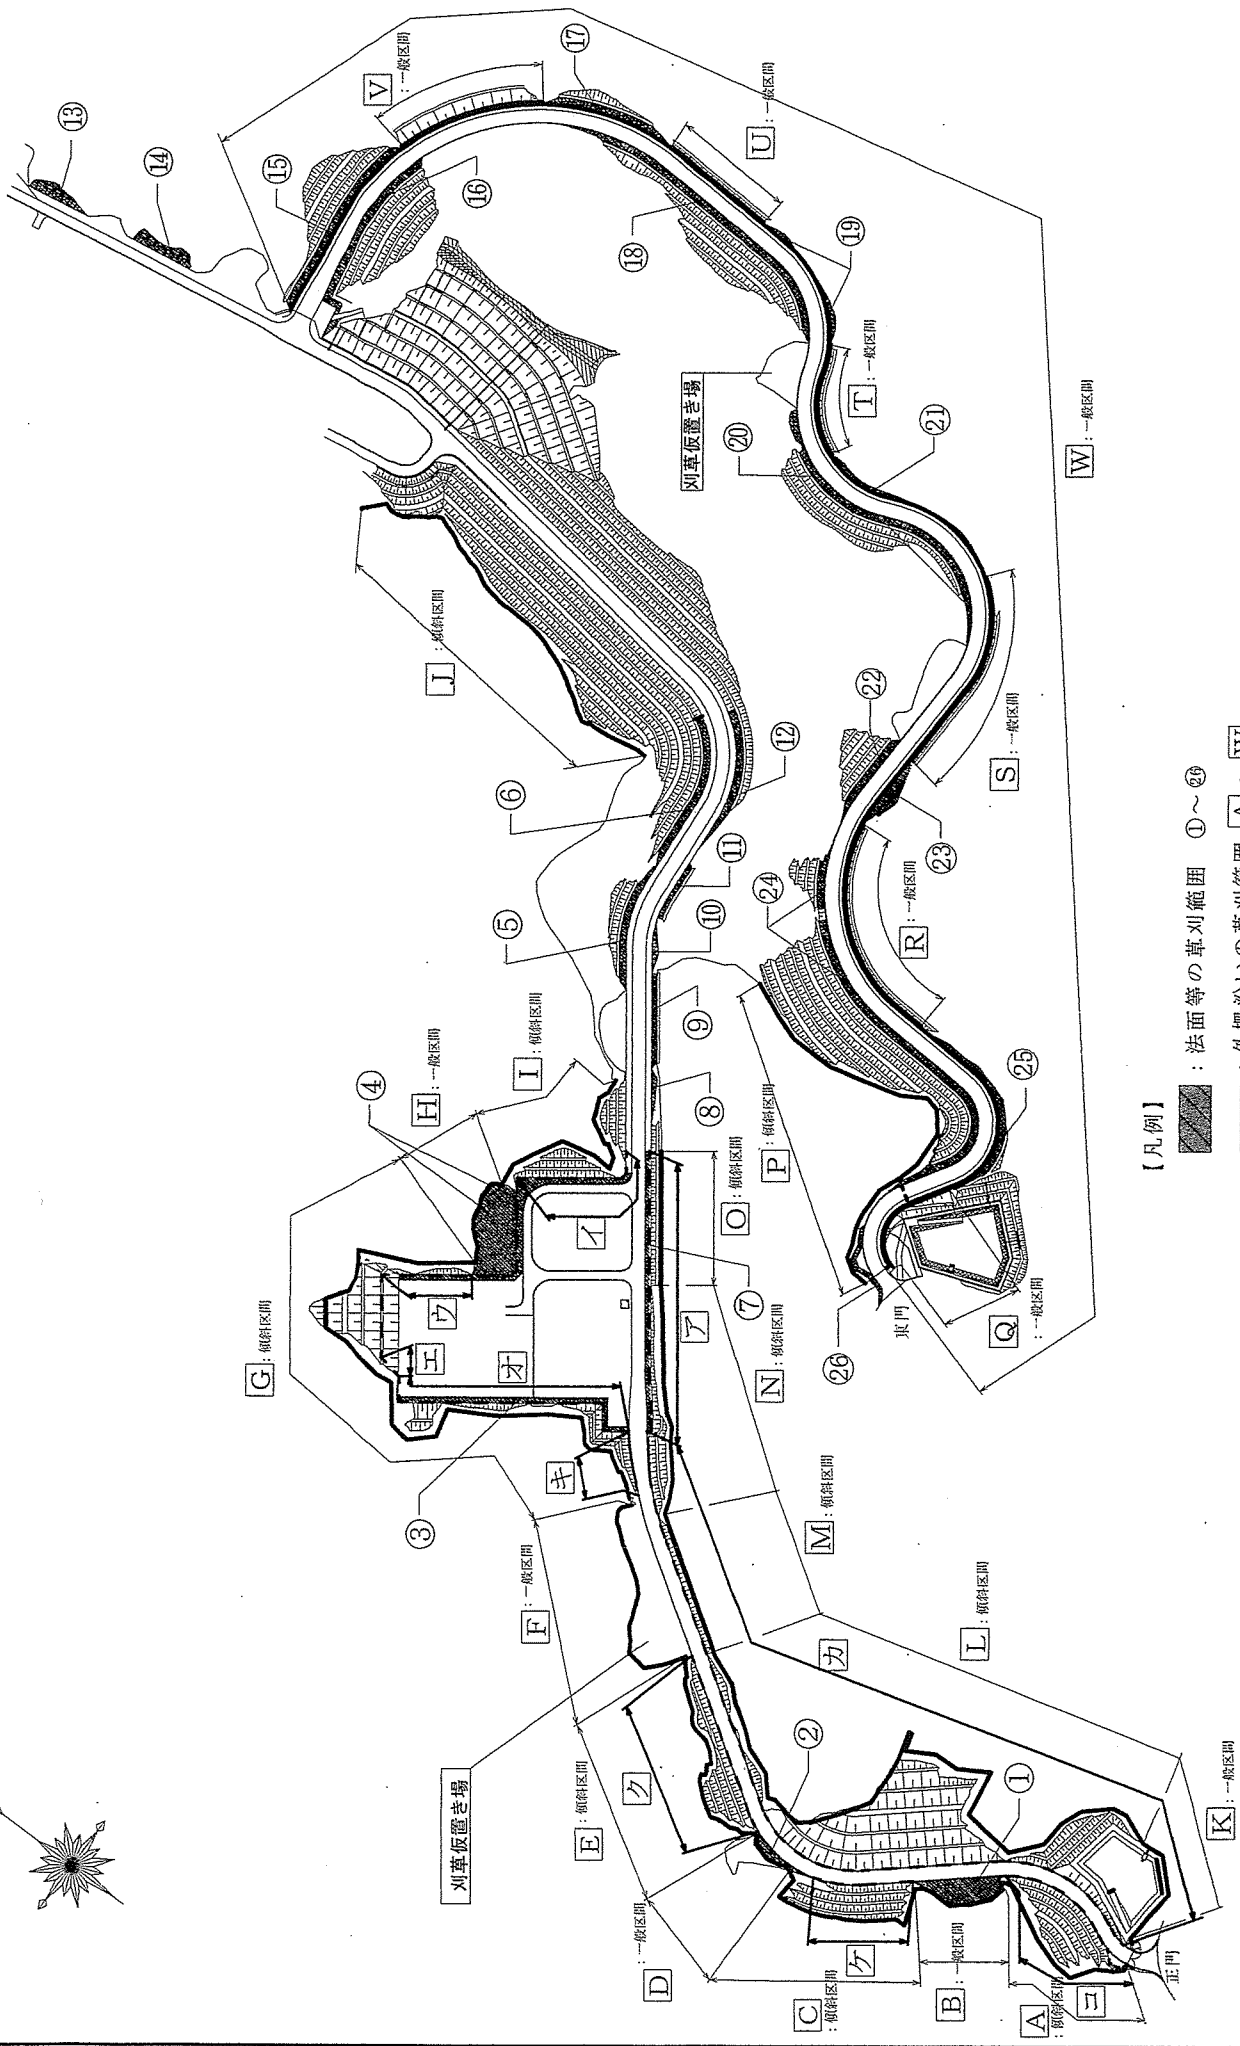 ⑬
⑭
⑮
⑯
V：一般区間
⑰
U：一般区間
⑱
⑲
刈草仮置き場
T：一般区間
⑳
㉑
W：一般区間
J：傾斜区間
⑥
⑫
㉒
S：一般区間
⑤
⑪
⑩
㉔
㉓
R：一般区間
H：一般区間
I：傾斜区間
④
⑨
⑧
P：傾斜区間
㉕
O：傾斜区間
イ
G：傾斜区間
ウ
エ
オ
⑦
ア
N：傾斜区間
㉖
東門
Q：一般区間
③
キ
F：一般区間
M：傾斜区間
カ
L：傾斜区間
刈草仮置き場
E：傾斜区間
ク
②
①
D：一般区間
C：傾斜区間
ケ
B：一般区間
A：傾斜区間
コ
正門
K：一般区間
【凡例】
：法面等の草刈範囲 ①～㉖